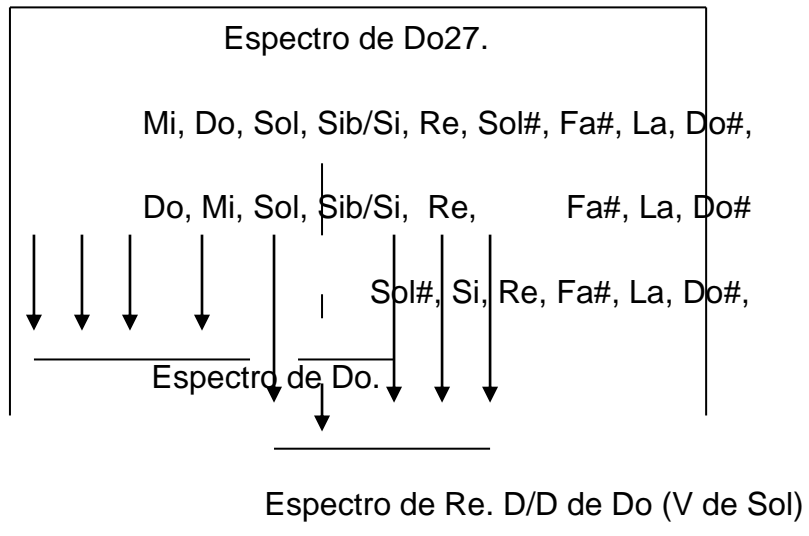 Espectro de Do27.
Mi, Do, Sol, Sib/Si, Re, Sol#, Fa#, La, Do#,
Do, Mi, Sol, Sib/Si, Re, Fa#, La, Do#
Sol#, Si, Re, Fa#, La, Do#,
Espectro de Do.
Espectro de Re. D/D de Do (V de Sol)